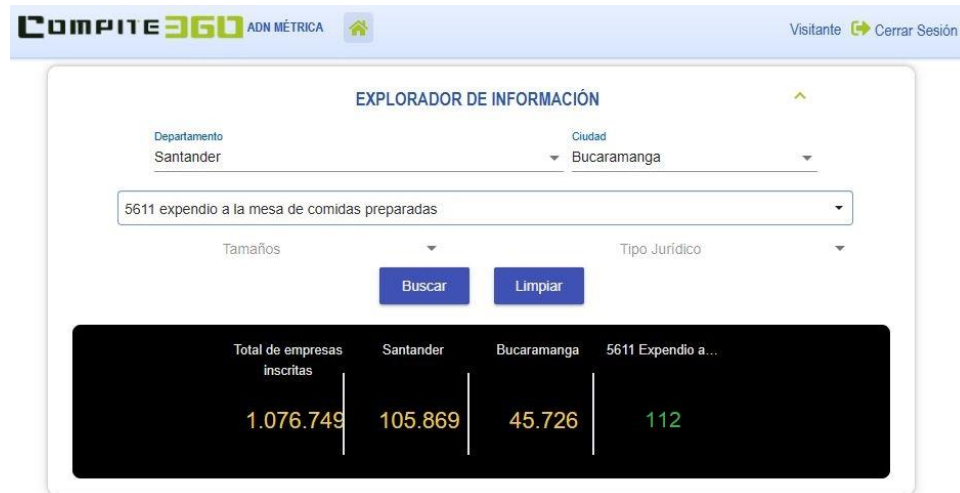 COMPITE360 ADN MÉTRICA
Visitante Cerrar Sesión
EXPLORADOR DE INFORMACIÓN
Departamento Ciudad
Santander Bucaramanga
5611 expendio a la mesa de comidas preparadas
Tamaños Tipo Jurídico
Buscar Limpiar
Total de empresas Santander Bucaramanga 5611 Expendio a...
inscritas
1.076.749 105.869 45.726 112